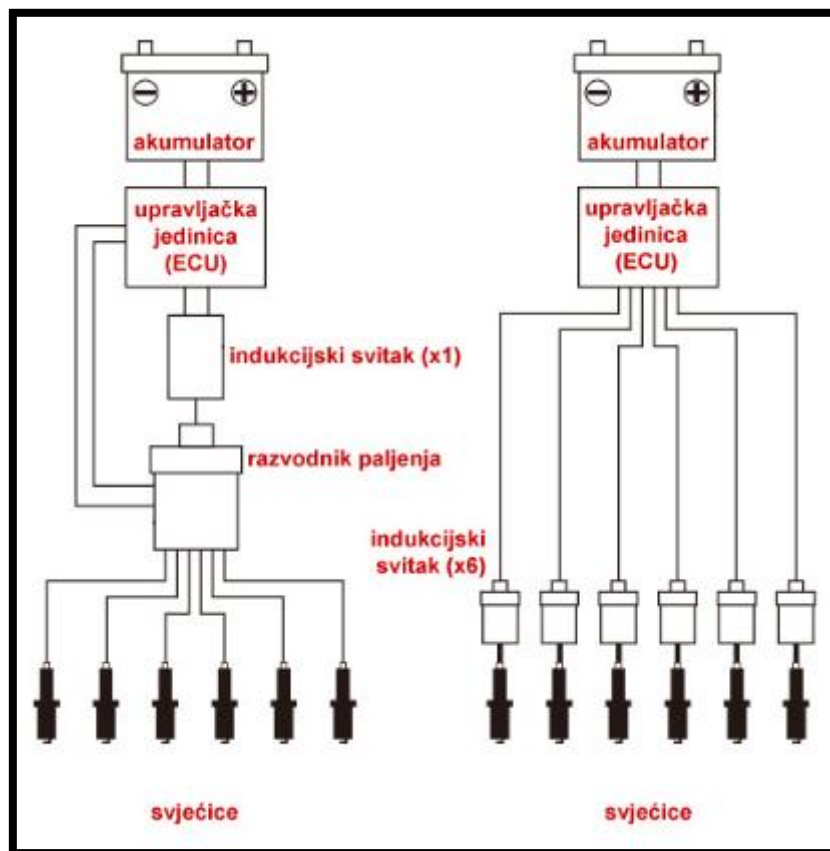 akumulator
upravljačka
jedinica
(ECU)
indukcijski svitak (x1)
razvodnik paljenja
svjećice
akumulator
upravljačka
jedinica
(ECU)
indukcijski
svitak (x6)
svjećice